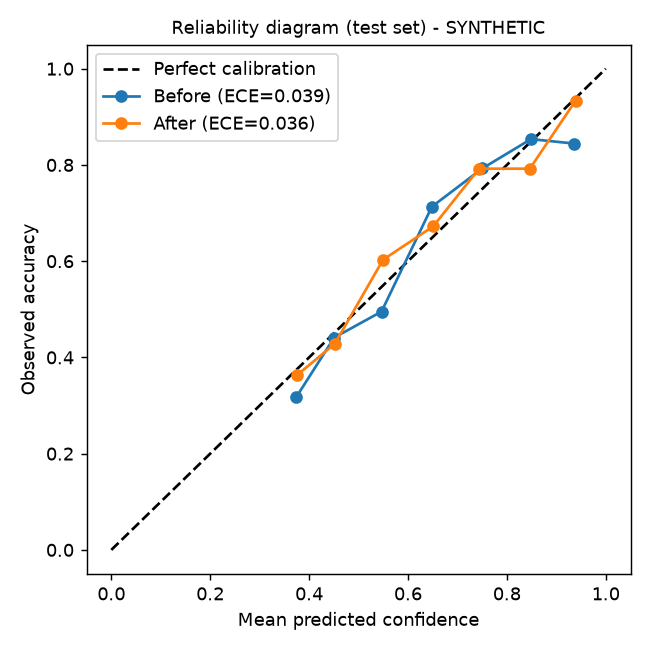 Reliability diagram (test set) - SYNTHETIC
Perfect calibration
Before (ECE=0.039)
After (ECE=0.036)
1.0
0.8
0.6
0.4
0.2
0.0
Observed accuracy
0.0 0.2 0.4 0.6 0.8 1.0
Mean predicted confidence